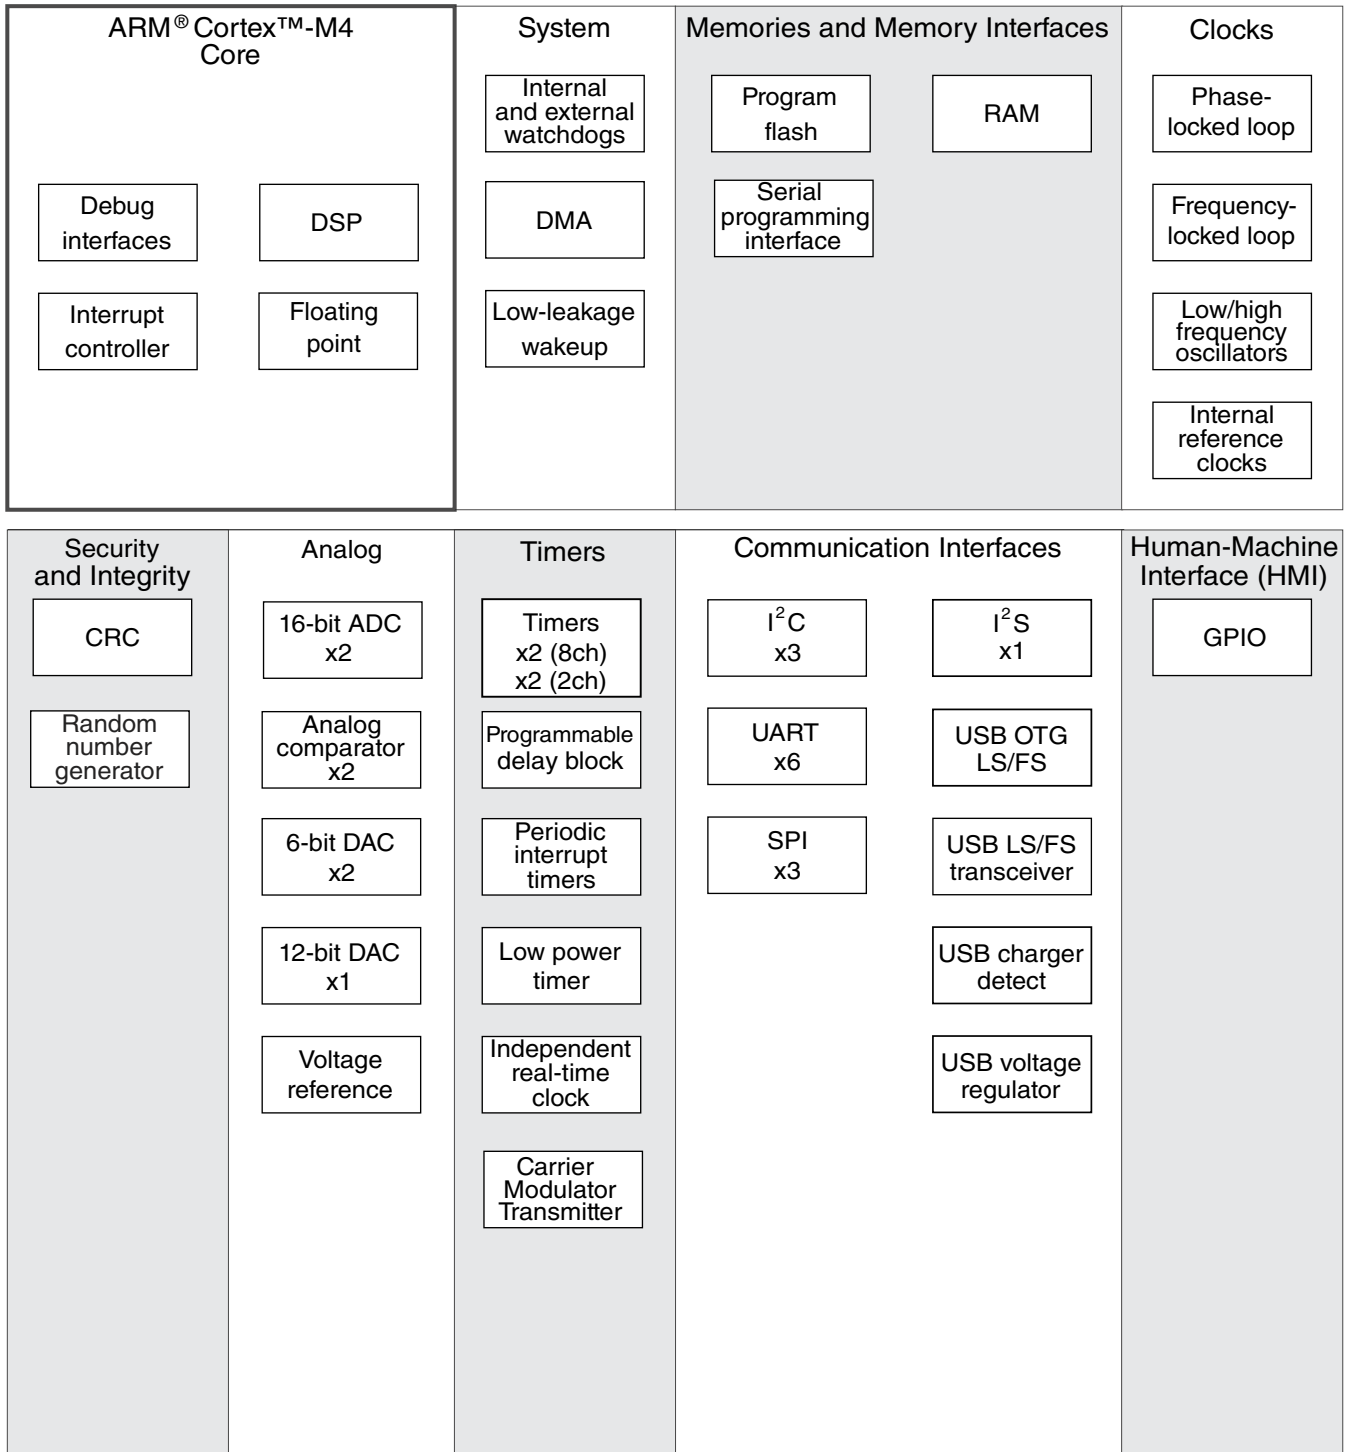 ARM® Cortex™-M4
Core
Debug
interfaces
DSP
Interrupt
controller
Floating
point
System
Internal
and external
watchdogs
DMA
Low-leakage
wakeup
Memories and Memory Interfaces
Program
flash
RAM
Serial
programming
interface
Clocks
Phase-
locked loop
Frequency-
locked loop
Low/high
frequency
oscillators
Internal
reference
clocks
Security
and Integrity
CRC
Random
number
generator
Analog
16-bit ADC
x2
Analog
comparator
x2
6-bit DAC
x2
12-bit DAC
x1
Voltage
reference
Timers
Timers
x2 (8ch)
x2 (2ch)
Programmable
delay block
Periodic
interrupt
timers
Low power
timer
Independent
real-time
clock
Carrier
Modulator
Transmitter
Communication Interfaces
I²C
x3
I²S
x1
UART
x6
USB OTG
LS/FS
SPI
x3
USB LS/FS
transceiver
USB charger
detect
USB voltage
regulator
Human-Machine
Interface (HMI)
GPIO